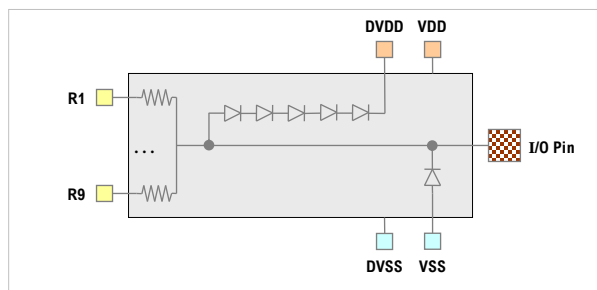 DVDD VDD
R1
...
I/O Pin
R9
DVSS VSS